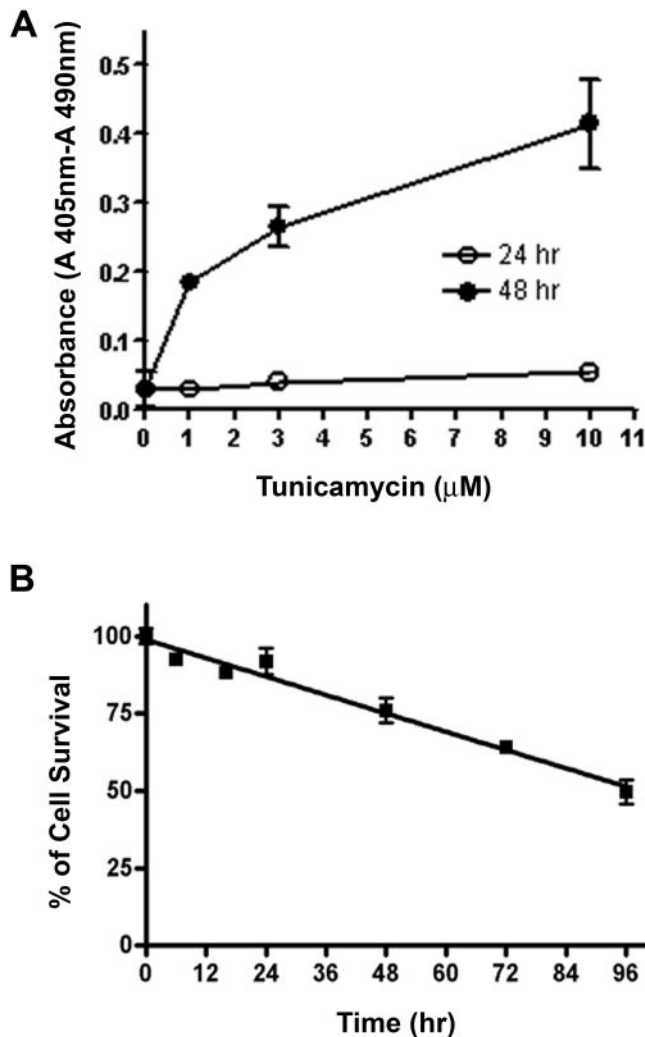 A
Absorbance (A 405nm-A 490nm)
0.5
0.4
0.3
0.2
0.1
0.0
24 hr
48 hr
0 1 2 3 4 5 6 7 8 9 10 11
Tunicamycin (μM)
B
% of Cell Survival
100
75
50
25
0
0 12 24 36 48 60 72 84 96
Time (hr)